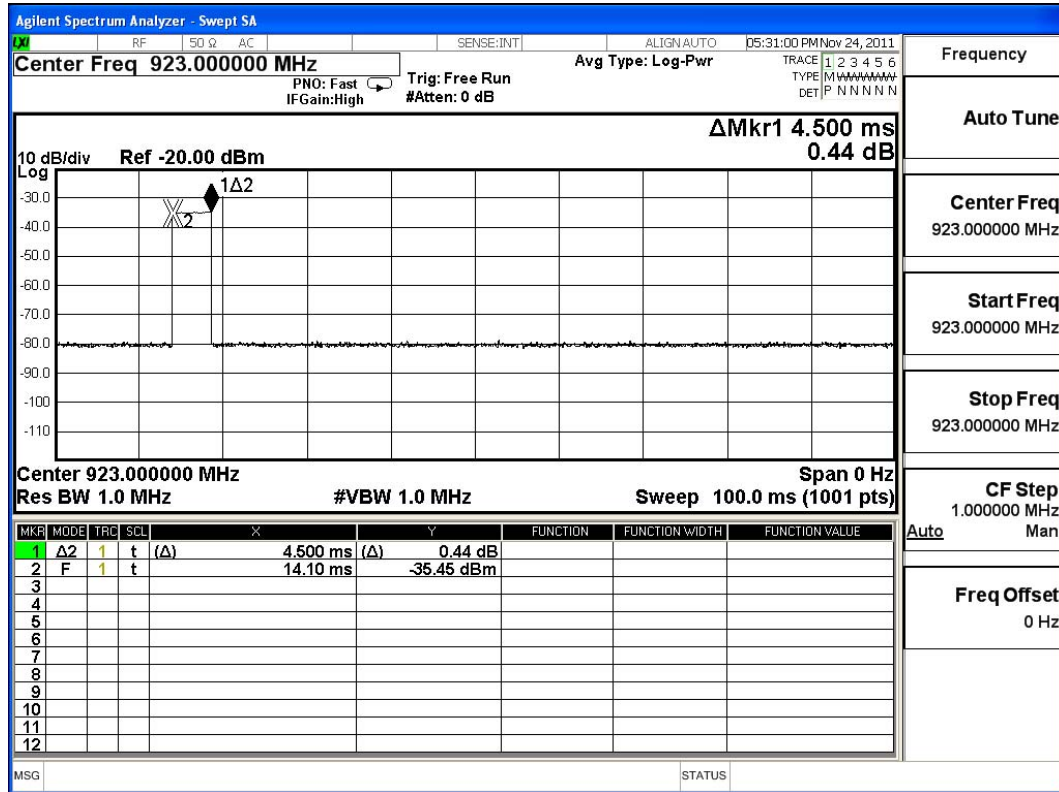 Agilent Spectrum Analyzer - Swept SA
LXI RF 50 Ω AC SENSE:INT ALIGNAUTO 05:31:00 PM Nov 24, 2011
Center Freq 923.000000 MHz
PNO: Fast
IFGain:High
Trig: Free Run
#Atten: 0 dB
Avg Type: Log-Pwr
TRACE 1 2 3 4 5 6
TYPE M
DET P N N N N N
ΔMkr1 4.500 ms
0.44 dB
10 dB/div Ref -20.00 dBm
Log
1Δ2
2
-30.0
-40.0
-50.0
-60.0
-70.0
-80.0
-90.0
-100
-110
Center 923.000000 MHz Span 0 Hz
Res BW 1.0 MHz #VBW 1.0 MHz Sweep 100.0 ms (1001 pts)
MKR MODE TRC SCL X Y FUNCTION FUNCTION WIDTH FUNCTION VALUE
1 Δ2 1 t (Δ) 4.500 ms (Δ) 0.44 dB
2 F 1 t 14.10 ms -35.45 dBm
3
4
5
6
7
8
9
10
11
12
MSG STATUS
Frequency
Auto Tune
Center Freq
923.000000 MHz
Start Freq
923.000000 MHz
Stop Freq
923.000000 MHz
CF Step
1.000000 MHz
Auto Man
Freq Offset
0 Hz